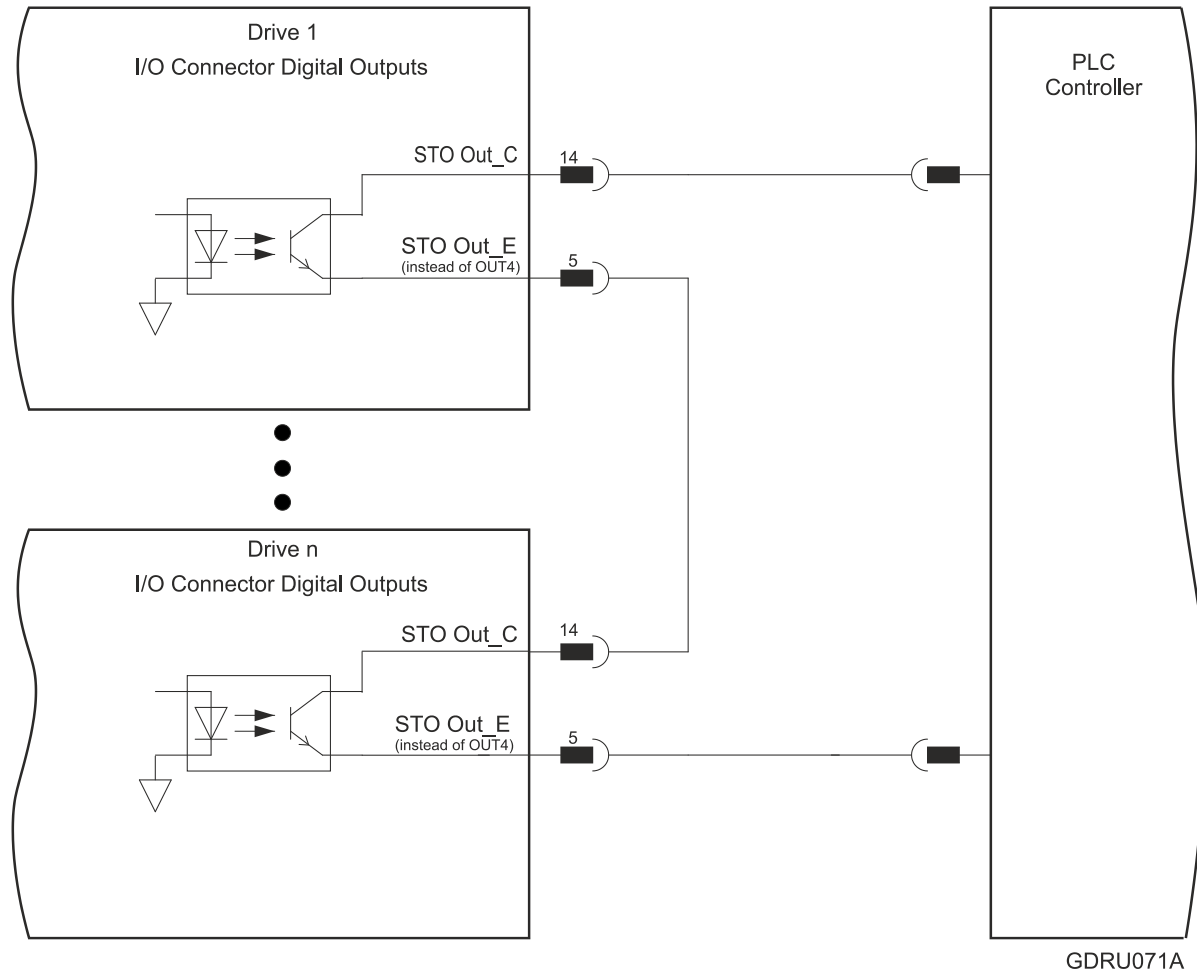 Drive 1
I/O Connector Digital Outputs
PLC
Controller
STO Out_C
14
STO Out_E
(instead of OUT4)
5
Drive n
I/O Connector Digital Outputs
STO Out_C
14
STO Out_E
(instead of OUT4)
5
GDRU071A